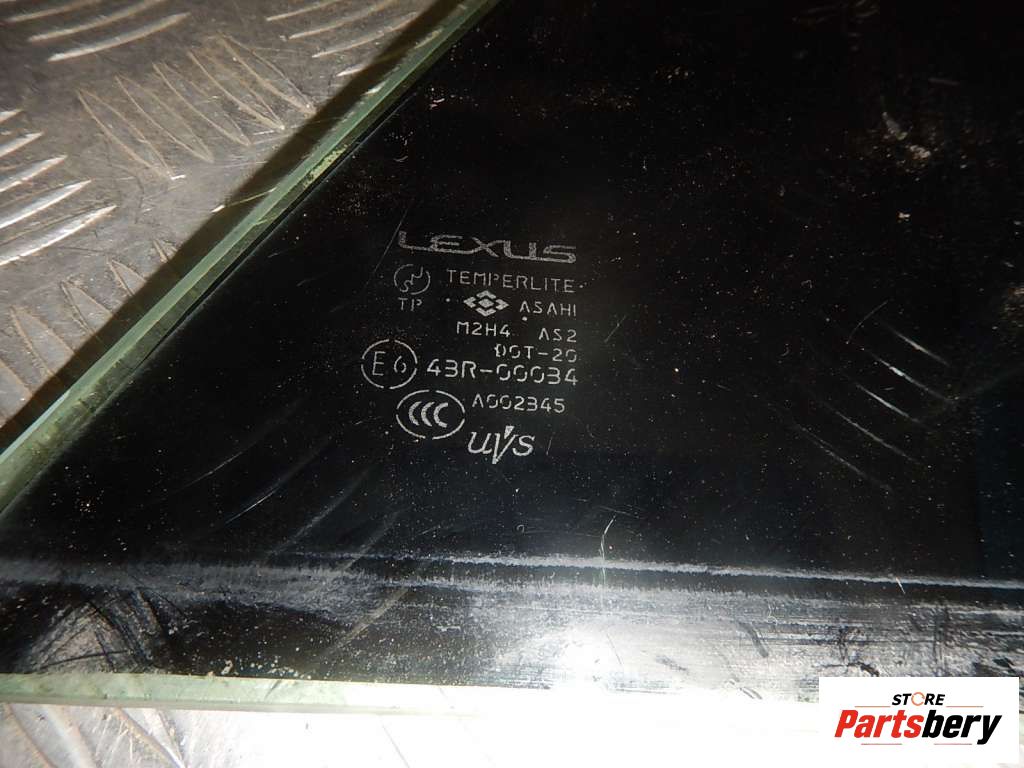 LEXUS
TEMPERLITE
TP ASAHI
M2H4 AS2
DOT-20
E6 43R-00034
CCC A002345
UVS
STORE
Partsbery